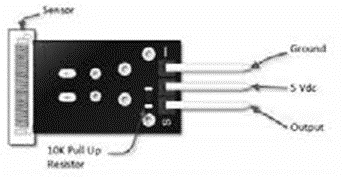 Sensor
Ground
5 Vdc
Output
10K Pull Up
Resistor
S